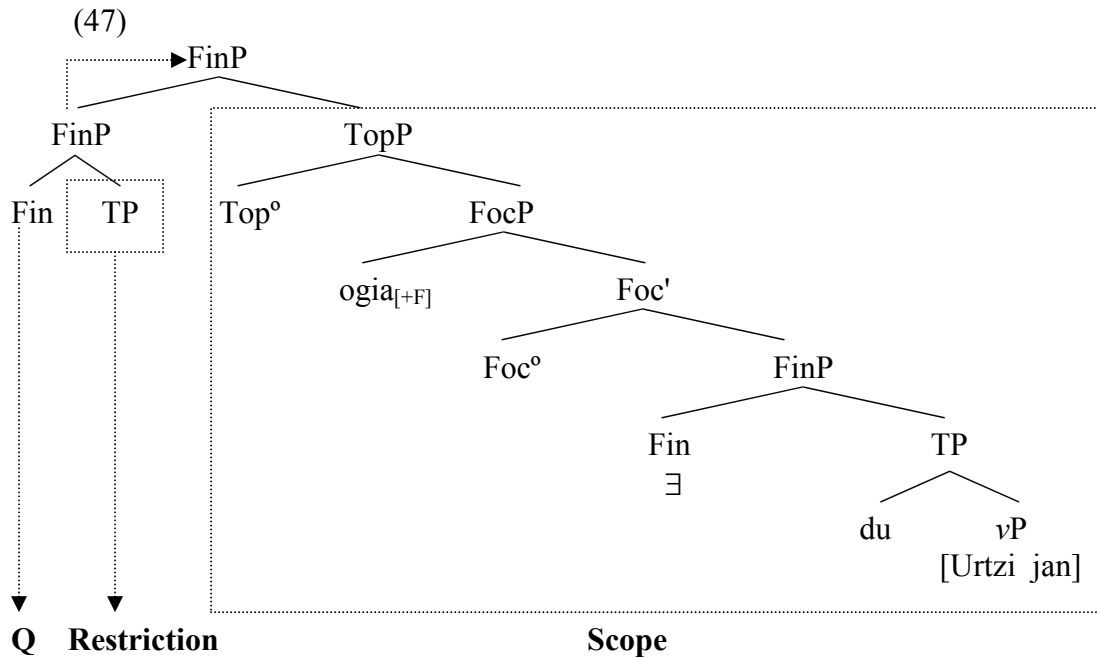 (47)
FinP
FinP TopP
Fin TP Topº FocP
ogia[+F] Foc'
Focº FinP
Fin TP
∃
du vP
[Urtzi jan]
Q Restriction Scope